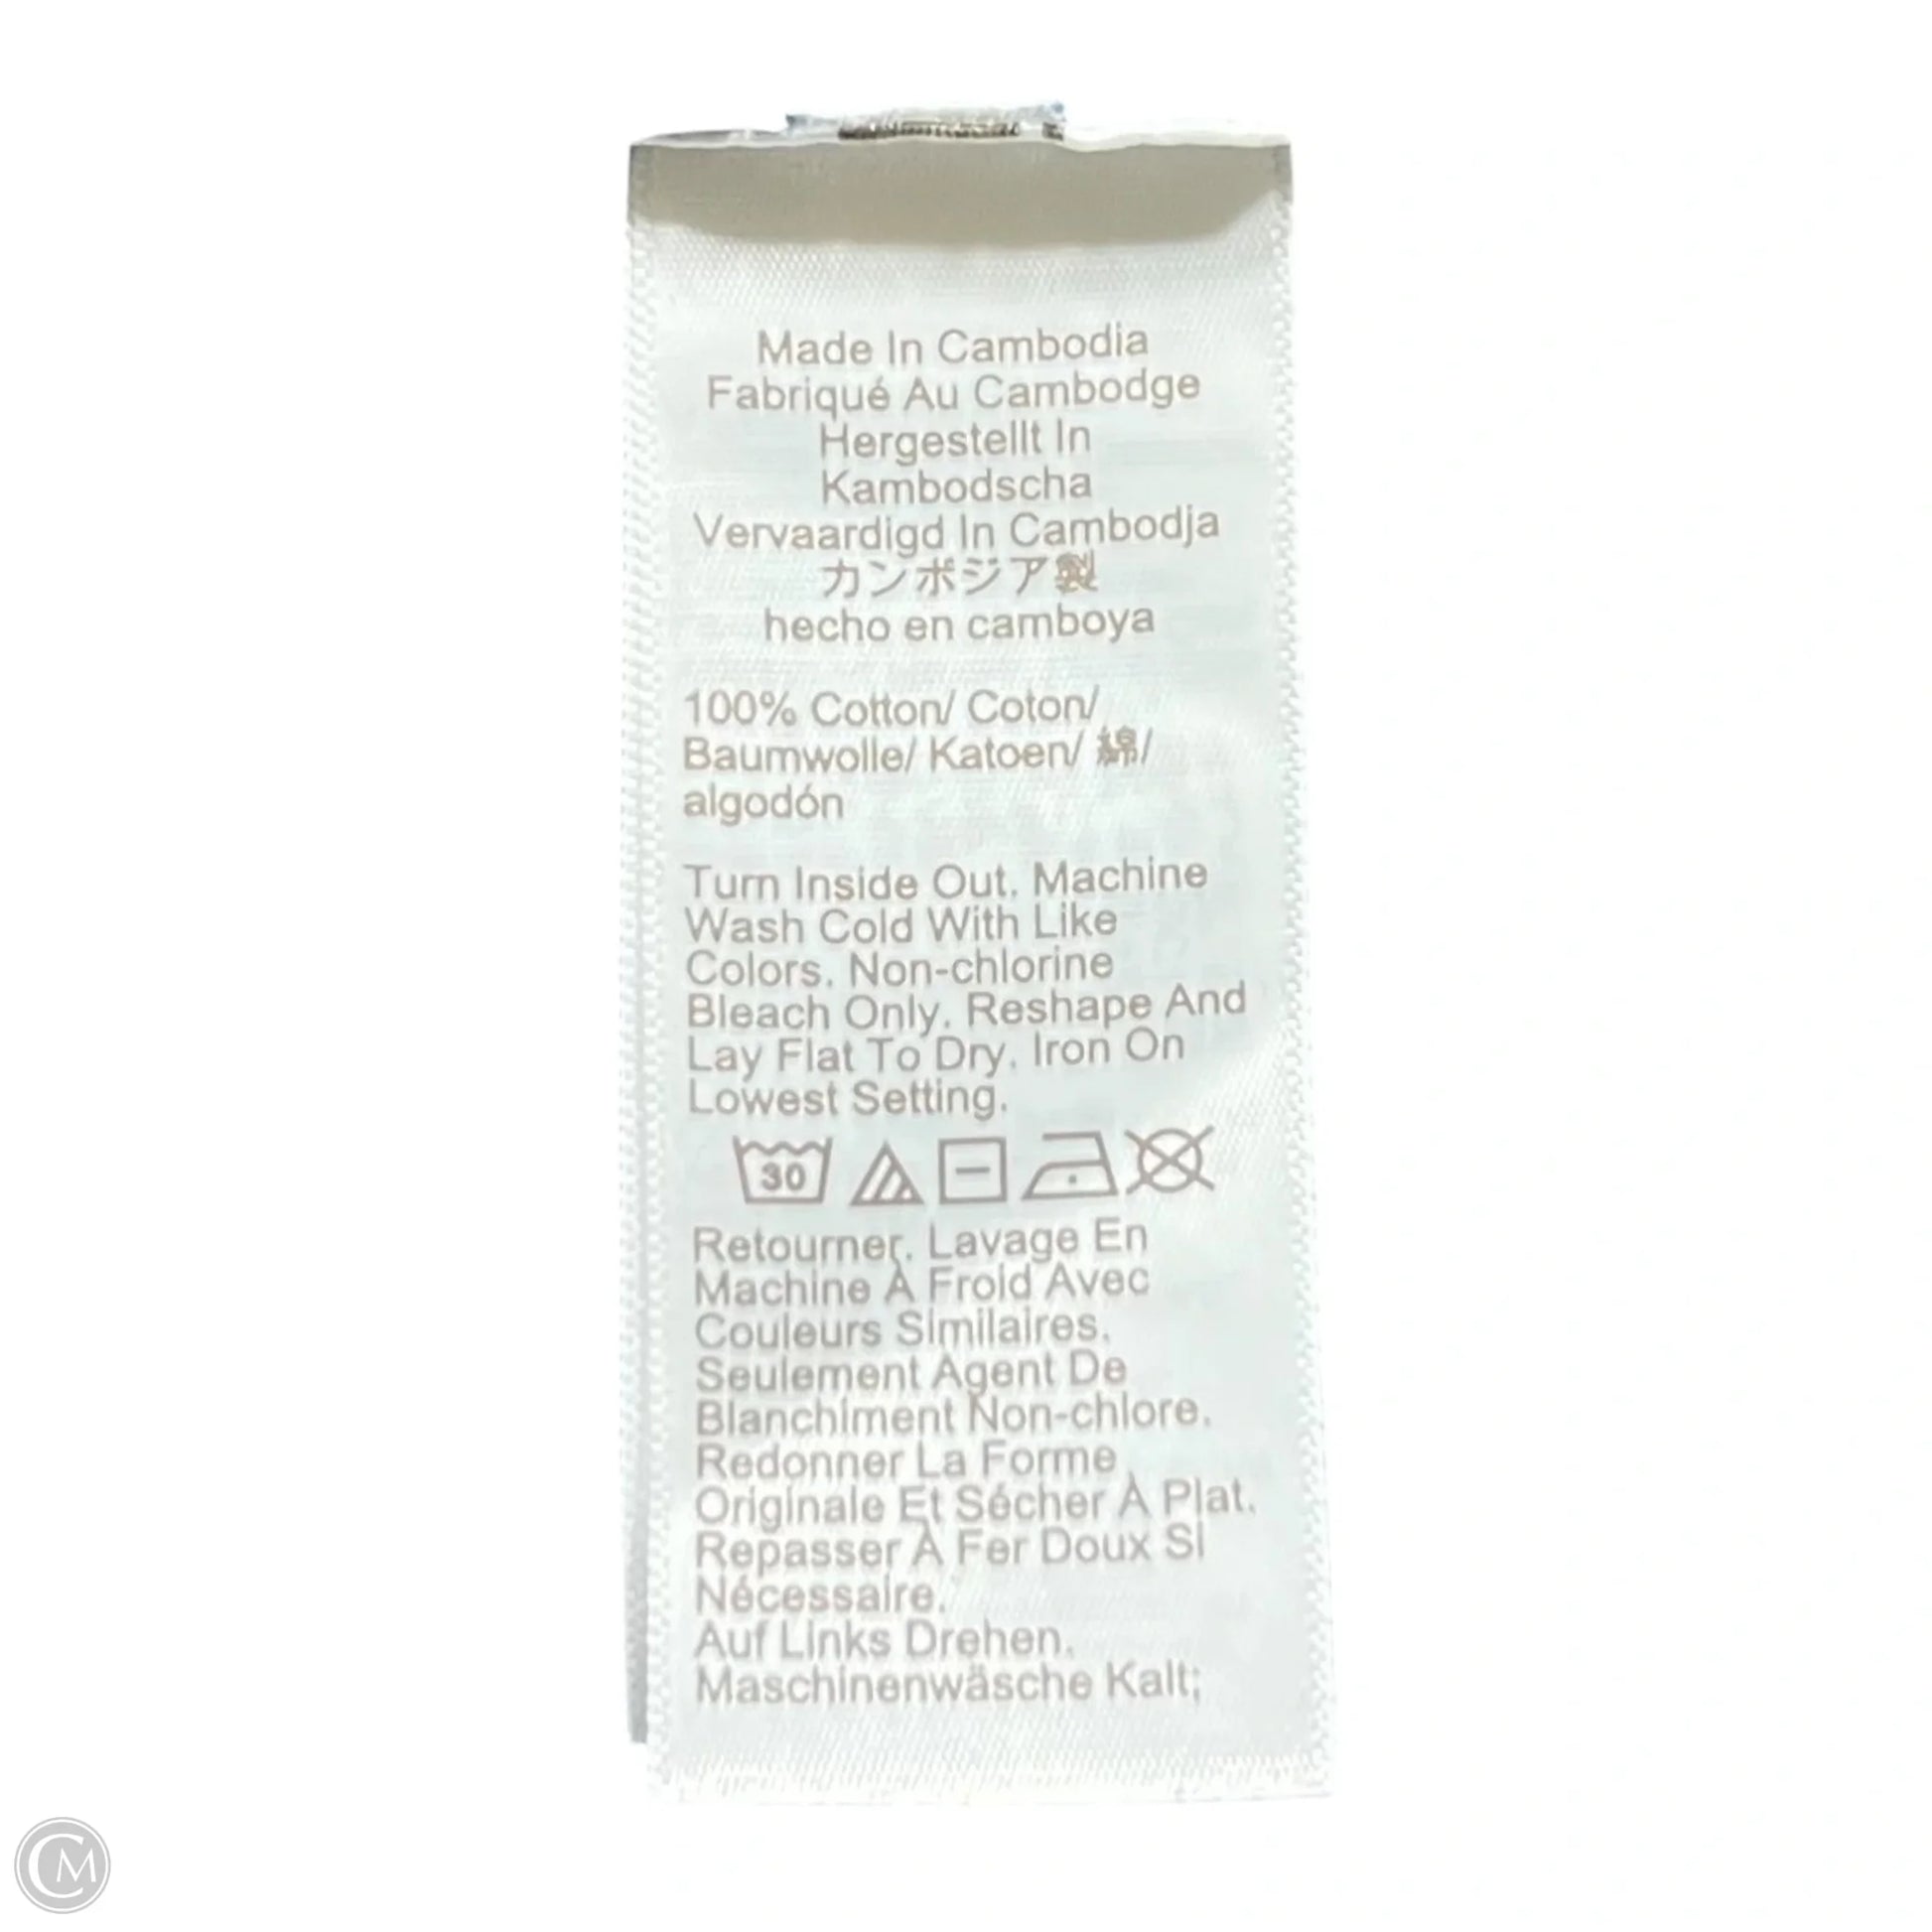 Made In Cambodia
Fabriqué Au Cambodge
Hergestellt In
Kambodscha
Vervaardigd In Cambodja
カンボジア製
hecho en camboya
100% Cotton/ Coton/
Baumwolle/ Katoen/ 綿/
algodón
Turn Inside Out. Machine
Wash Cold With Like
Colors. Non-chlorine
Bleach Only. Reshape And
Lay Flat To Dry. Iron On
Lowest Setting.
30
Retourner. Lavage En
Machine À Froid Avec
Couleurs Similaires.
Seulement Agent De
Blanchiment Non-chlore.
Redonner La Forme
Originale Et Sécher À Plat.
Repasser À Fer Doux Si
Nécessaire.
Auf Links Drehen.
Maschinenwäsche Kalt;
CM